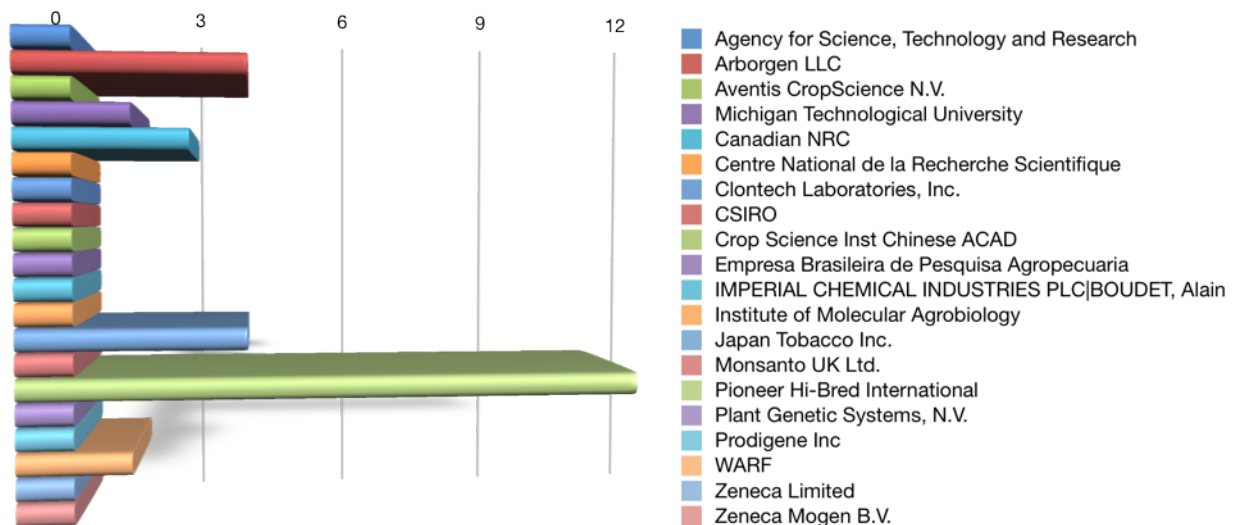 0 3 6 9 12
Agency for Science, Technology and Research
Arborgen LLC
Aventis CropScience N.V.
Michigan Technological University
Canadian NRC
Centre National de la Recherche Scientifique
Clontech Laboratories, Inc.
CSIRO
Crop Science Inst Chinese ACAD
Empresa Brasileira de Pesquisa Agropecuaria
IMPERIAL CHEMICAL INDUSTRIES PLC|BOUDET, Alain
Institute of Molecular Agrobiology
Japan Tobacco Inc.
Monsanto UK Ltd.
Pioneer Hi-Bred International
Plant Genetic Systems, N.V.
Prodigene Inc
WARF
Zeneca Limited
Zeneca Mogen B.V.